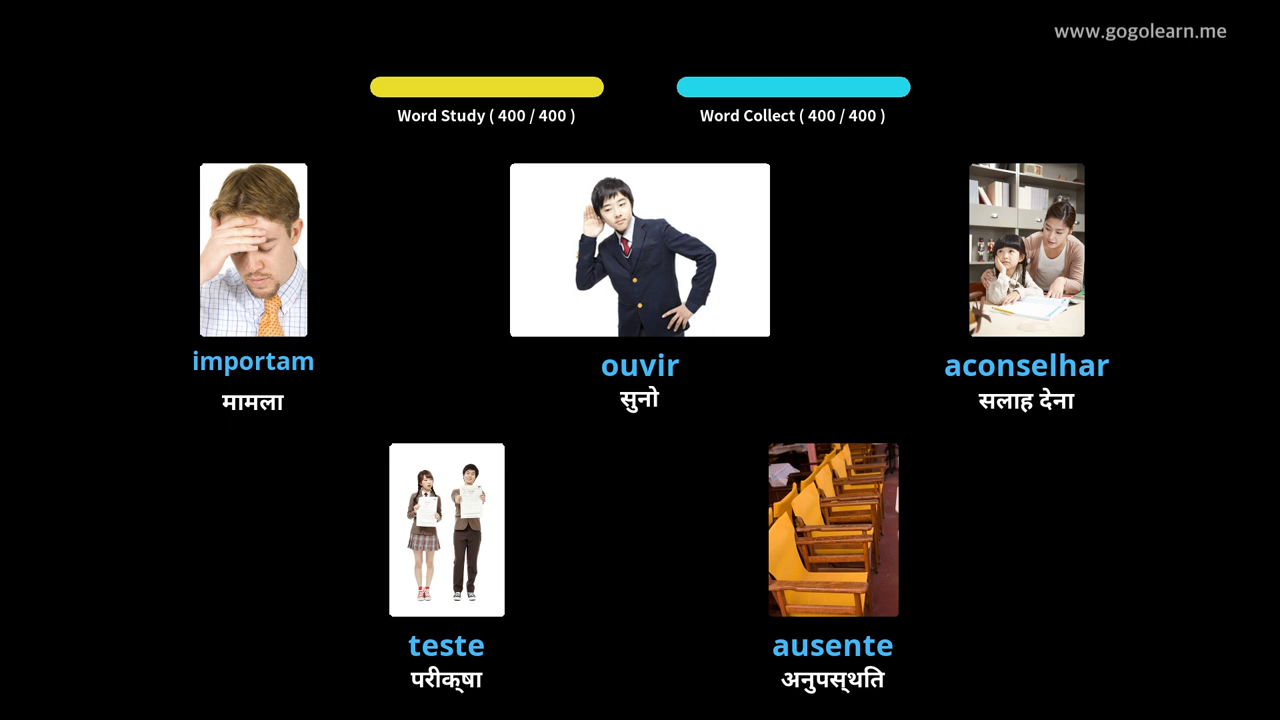 www.gogolearn.me
Word Study ( 400 / 400 )
Word Collect ( 400 / 400 )
importam
मामला
ouvir
सुनो
aconselhar
सलाह देना
teste
परीक्‌षा
ausente
अनुपस्‌थति